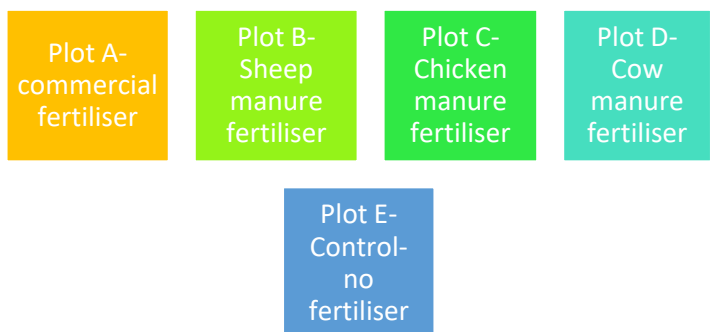 Plot A-
commercial
fertiliser
Plot B-
Sheep
manure
fertiliser
Plot C-
Chicken
manure
fertiliser
Plot D-
Cow
manure
fertiliser
Plot E-
Control-
no
fertiliser